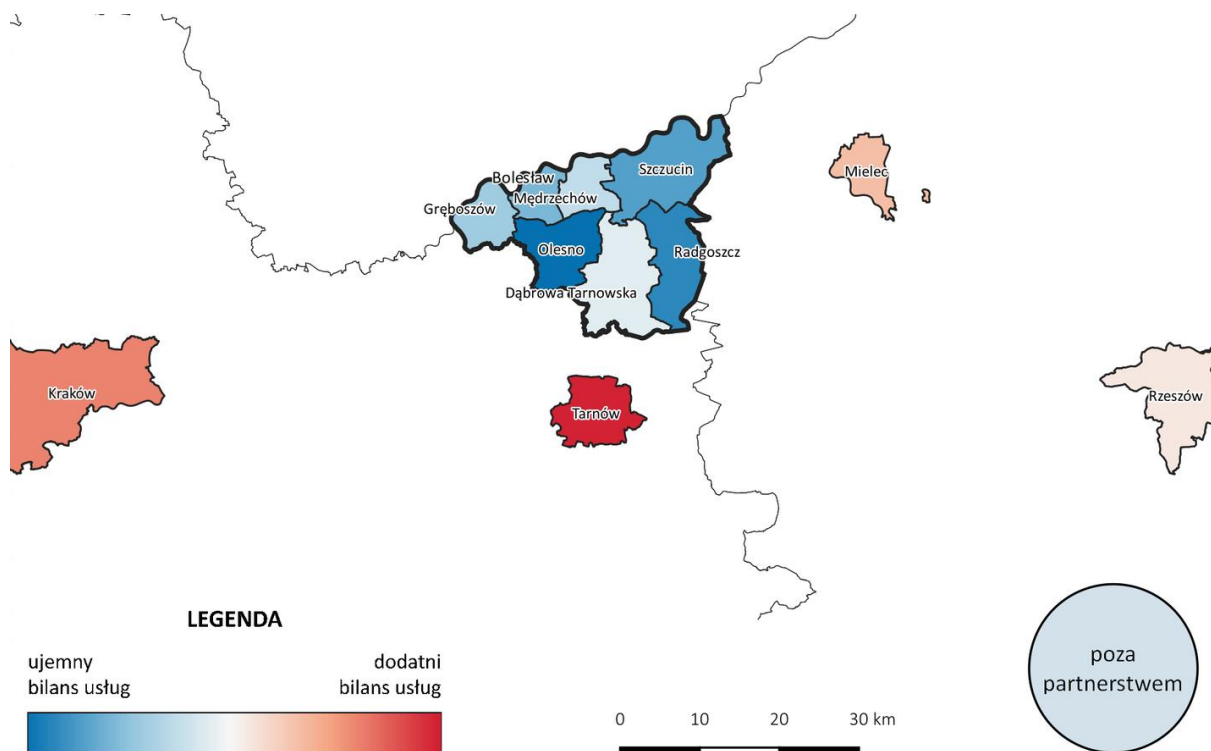 Szczucin
Mielec
Bolesław
Mędrzechów
Gręboszów
Olesno
Radgoszcz
Dąbrowa Tarnowska
Kraków
Rzeszów
Tarnów
LEGENDA
ujemny
bilans usług
dodatni
bilans usług
0 10 20 30 km
poza
partnerstwem